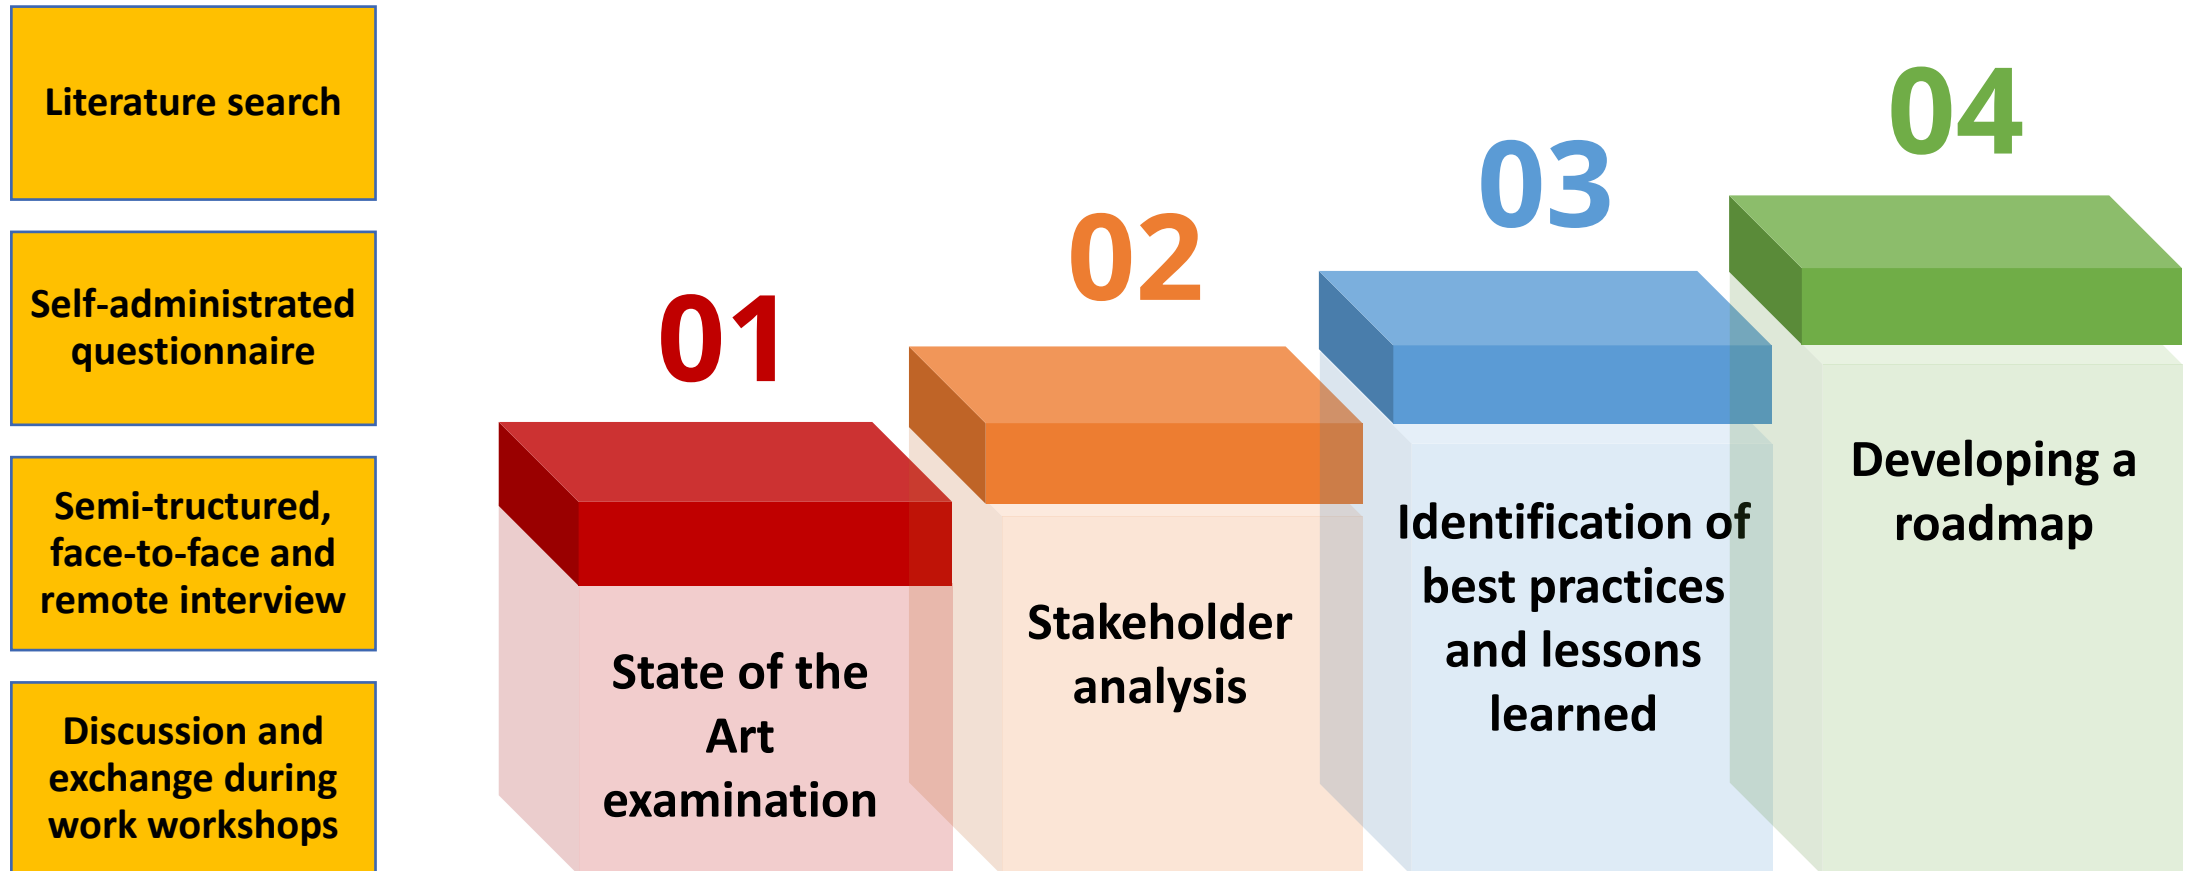 Literature search
Self-administrated
questionnaire
Semi-tructured,
face-to-face and
remote interview
Discussion and
exchange during
work workshops
01
State of the
Art
examination
02
Stakeholder
analysis
03
Identification of
best practices
and lessons
learned
04
Developing a
roadmap